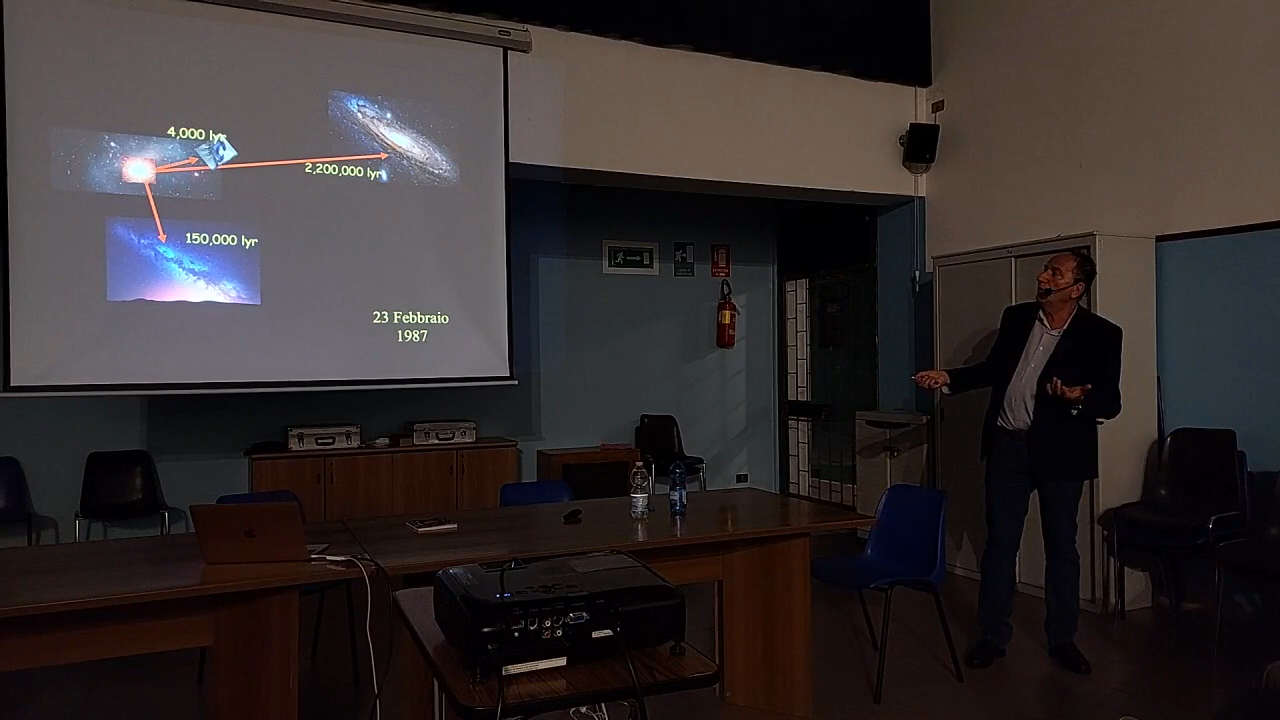 4,000 lyr
2,200,000 lyr
150,000 lyr
23 Febbraio
1987